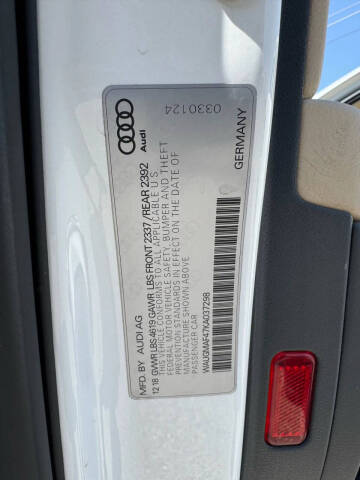 Audi
0330124
GERMANY
MFD. BY AUDI AG
12 18 GVWR LBS 4619 GAWR LBS FRONT 2337 / REAR 2392
THIS VEHICLE CONFORMS TO ALL APPLICABLE U.S.
FEDERAL MOTOR VEHICLE SAFETY, BUMPER AND THEFT
PREVENTION STANDARDS IN EFFECT ON THE DATE OF
MANUFACTURE SHOWN ABOVE
PASSENGER CAR
WAUGMAF47KA037298